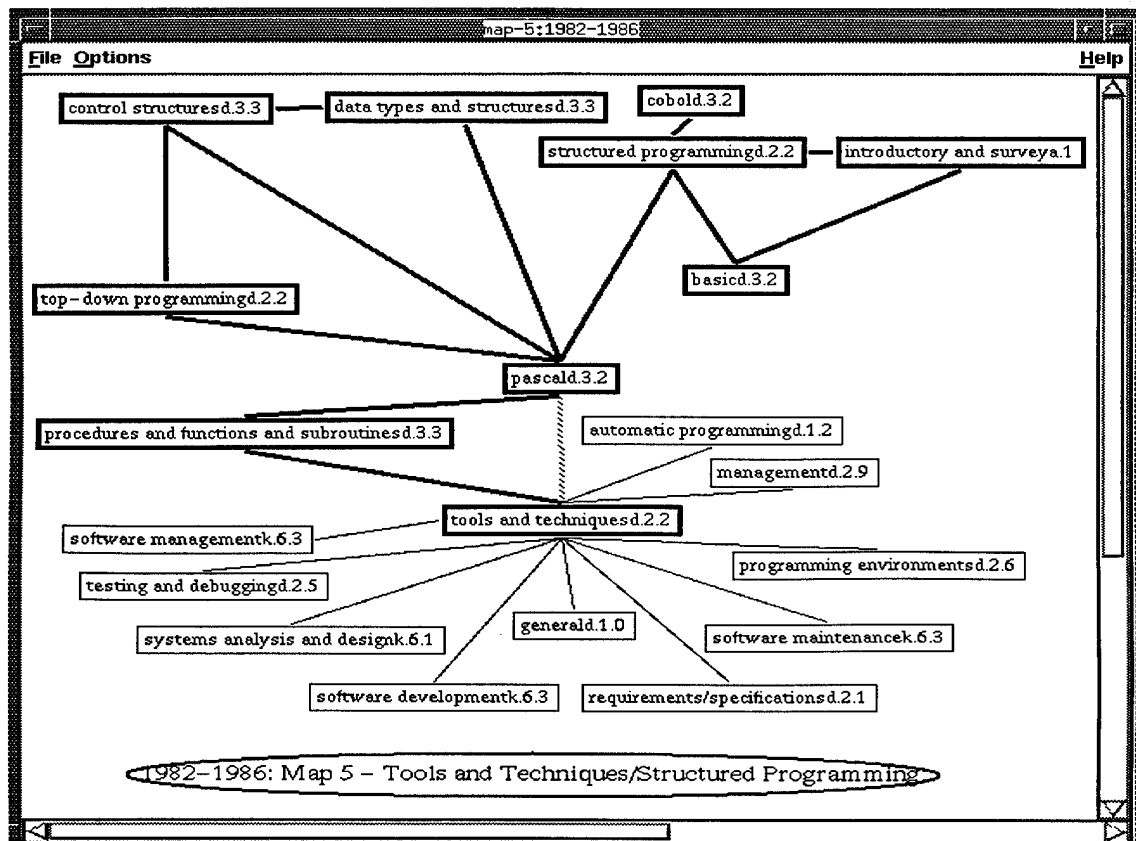 map-5:1982-1986
File Options Help
control structuresd.3.3
data types and structuresd.3.3
cobold.3.2
structured programmingd.2.2
introductory and surveya.1
basicd.3.2
top-down programmingd.2.2
pascald.3.2
procedures and functions and subroutinesd.3.3
automatic programmingd.1.2
managementd.2.9
tools and techniquesd.2.2
software managementk.6.3
programming environmentsd.2.6
testing and debuggingd.2.5
generald.1.0
systems analysis and designk.6.1
software maintenancek.6.3
software developmentk.6.3
requirements/specificationsd.2.1
1982-1986: Map 5 - Tools and Techniques/Structured Programming